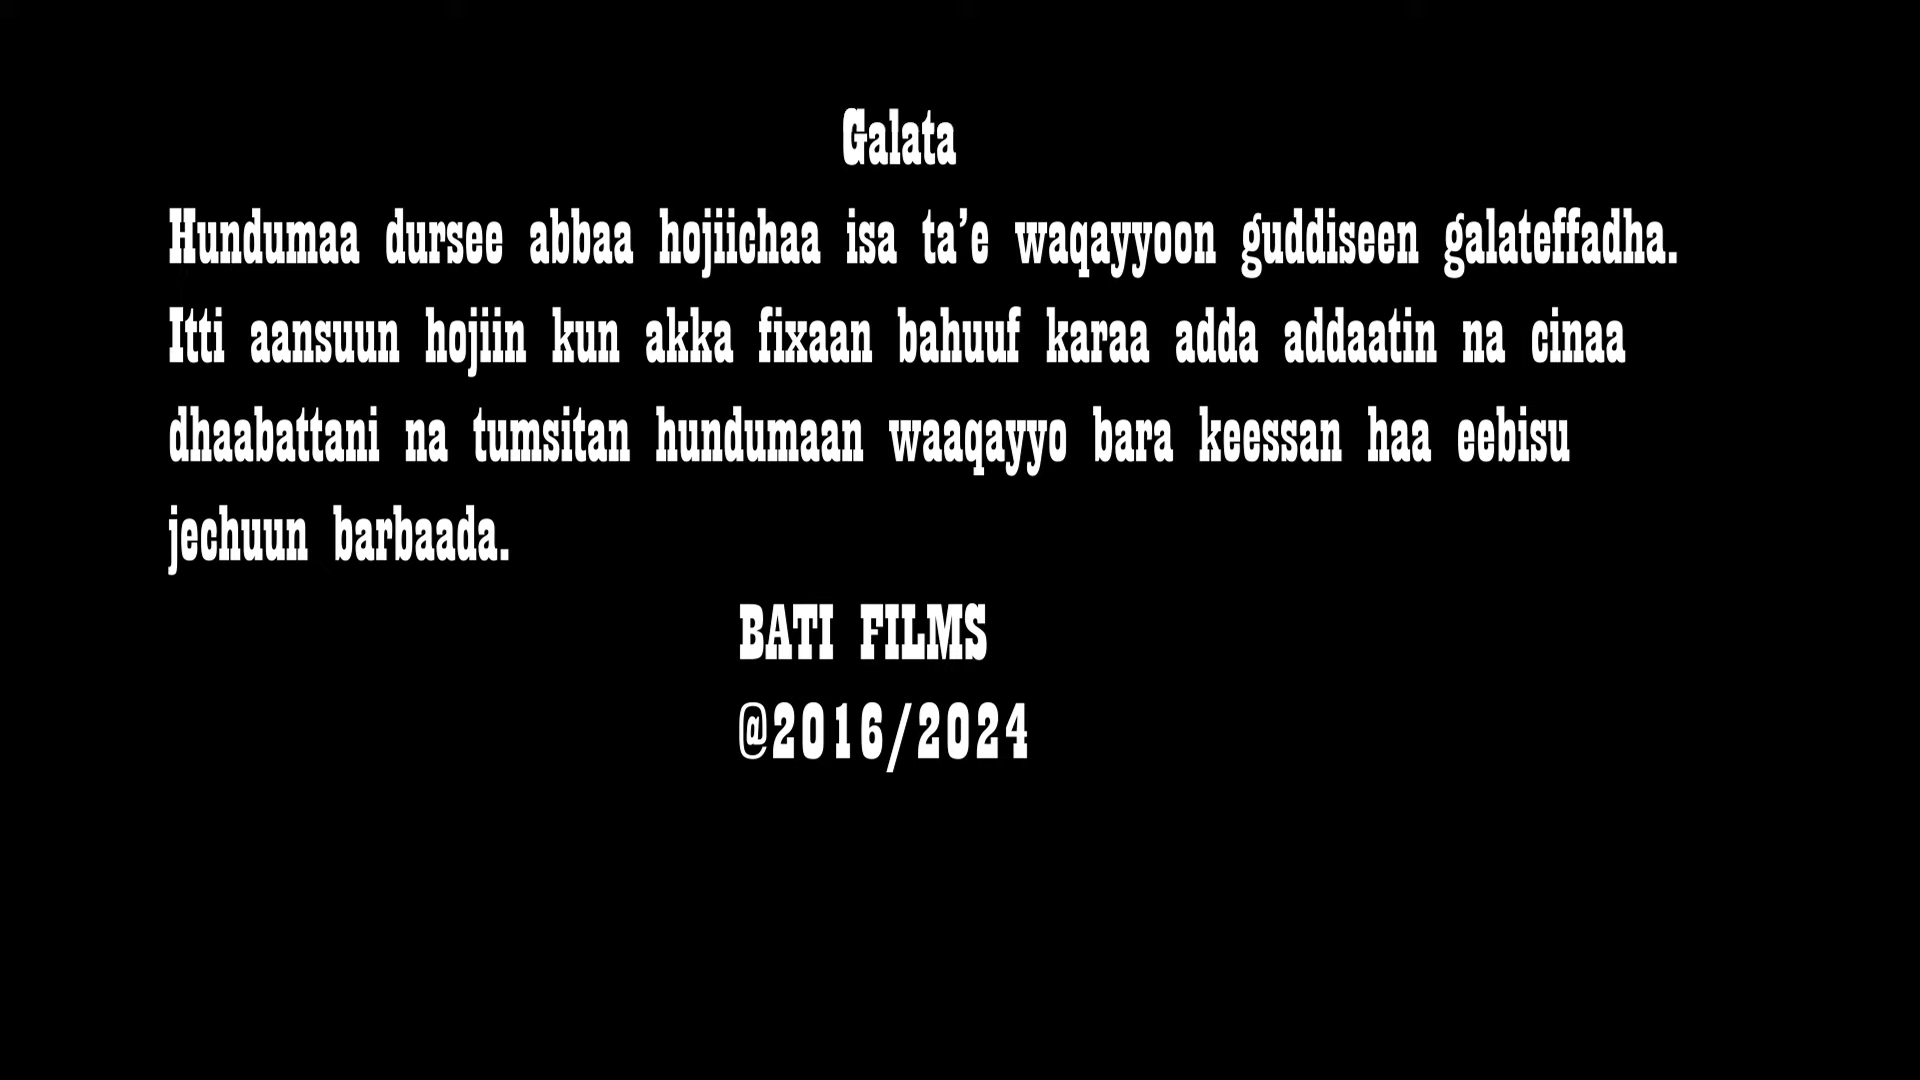 Galata
Hundumaa dursee abbaa hojiichaa isa ta’e waqayyoon guddiseen galateffadha.
Itti aansuun hojiin kun akka fixaan bahuuf karaa adda addaatin na cinaa
dhaabattani na tumsitan hundumaan waaqayyo bara keessan haa eebisu
jechuun barbaada.
BATI FILMS
@2016/2024